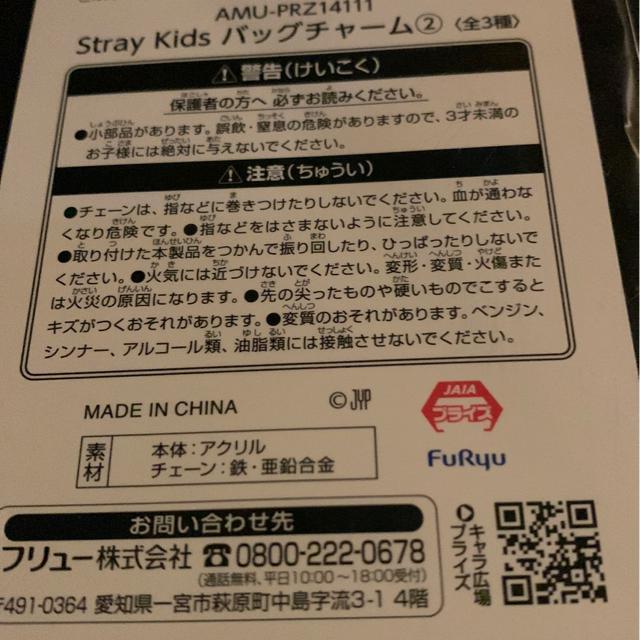 AMU-PRZ14111
Stray Kids バッグチャーム② 〈全3種〉
⚠警告(けいこく)
保護者の方へ 必ずお読みください。
●小部品があります。誤飲・窒息の危険がありますので、3才未満の
お子様には絶対に与えないでください。
⚠注意(ちゅうい)
●チェーンは、指などに巻きつけたりしないでください。血が通わな
くなり危険です。●指などをはさまないように注意してください。
●取り付けた本製品をつかんで振り回したり、ひっぱったりしないで
ください。●火気には近づけないでください。変形・変質・火傷また
は火災の原因になります。●先の尖ったものや硬いものでこすると
キズがつくおそれがあります。●変質のおそれがあります。ベンジン、
シンナー、アルコール類、油脂類には接触させないでください。
MADE IN CHINA
©JYP
JAIA
プライズ
素材
本体：アクリル
チェーン：鉄・亜鉛合金
FuRyu
お問い合わせ先
フリュー株式会社 ☎0800-222-0678
(通話無料、平日10:00～18:00受付)
〒491-0364 愛知県一宮市萩原町中島字流3-1 4階
キャラ広場
プライズ